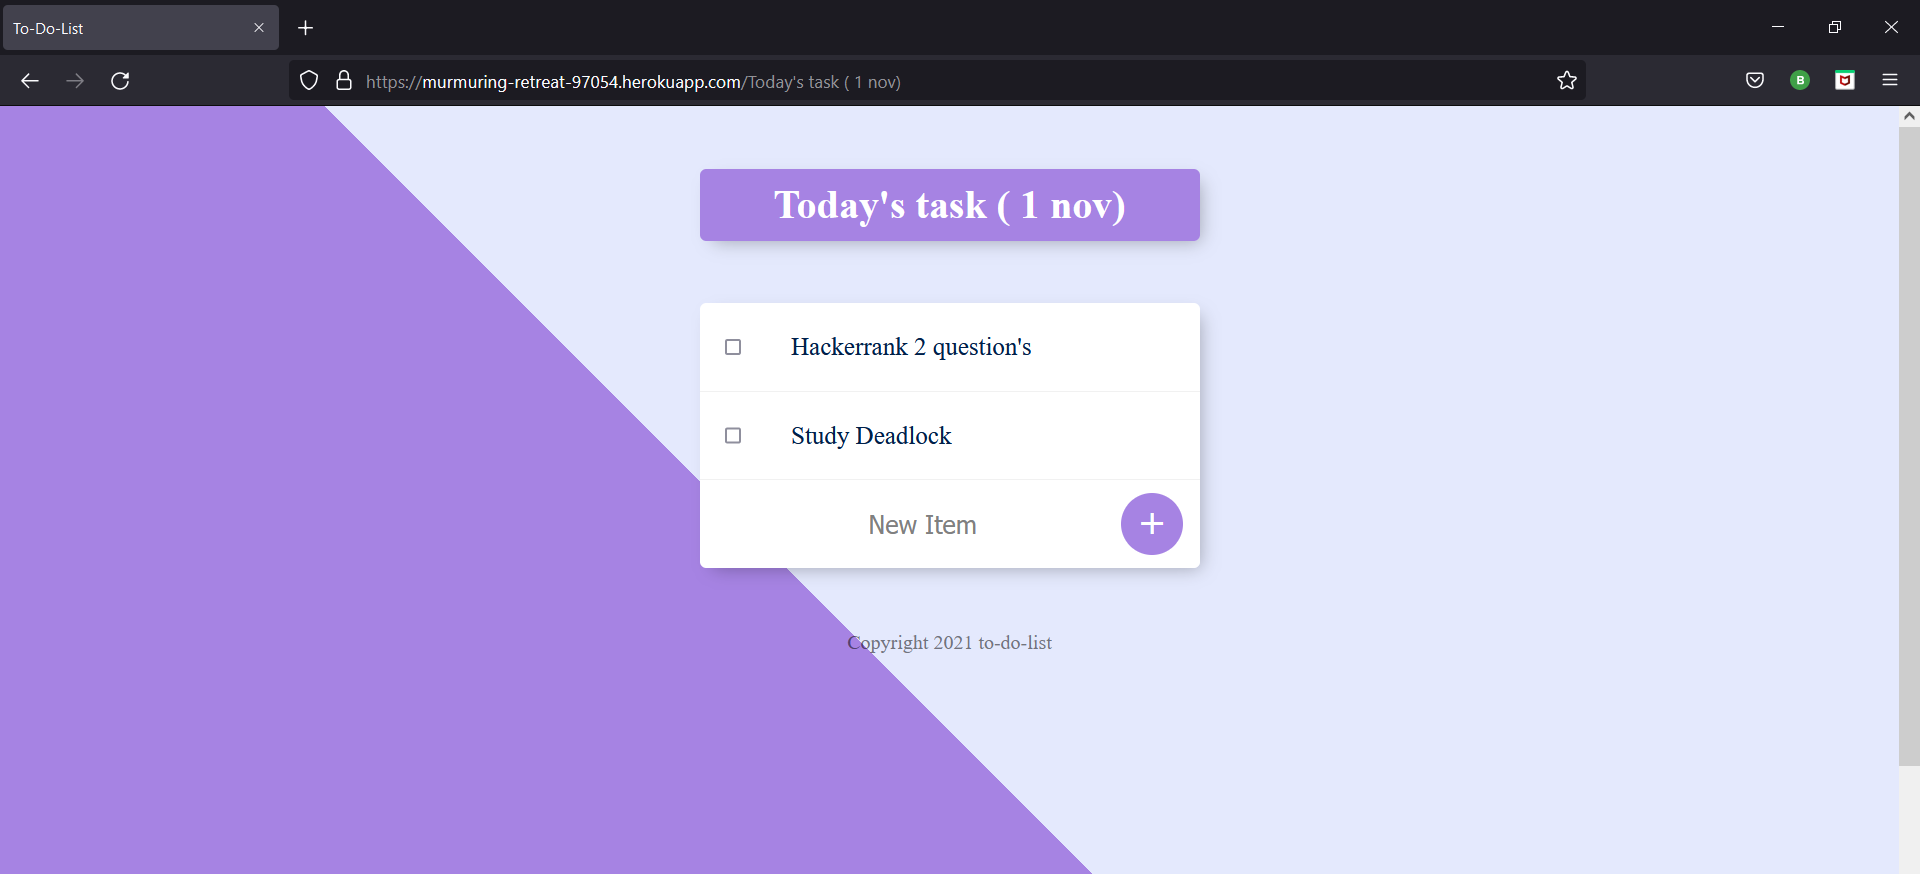 To-Do-List
https://murmuring-retreat-97054.herokuapp.com/Today's task ( 1 nov)
B
Today's task ( 1 nov)
Hackerrank 2 question's
Study Deadlock
New Item
+
Copyright 2021 to-do-list